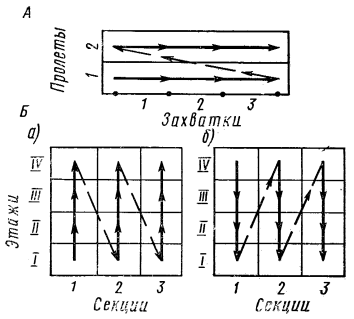 А
Пролеты
2
1
1 2 3
Захватки
Б
а)
Этажи
IV
III
II
I
1 2 3
Секции
б)
IV
III
II
I
1 2 3
Секции